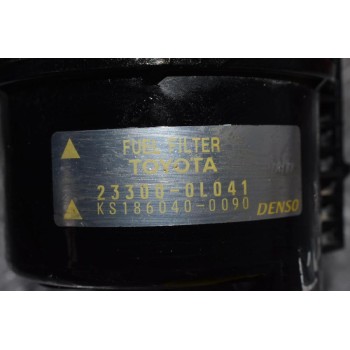 FUEL FILTER
TOYOTA
23300-0L041
KS186040-0090 DENSO